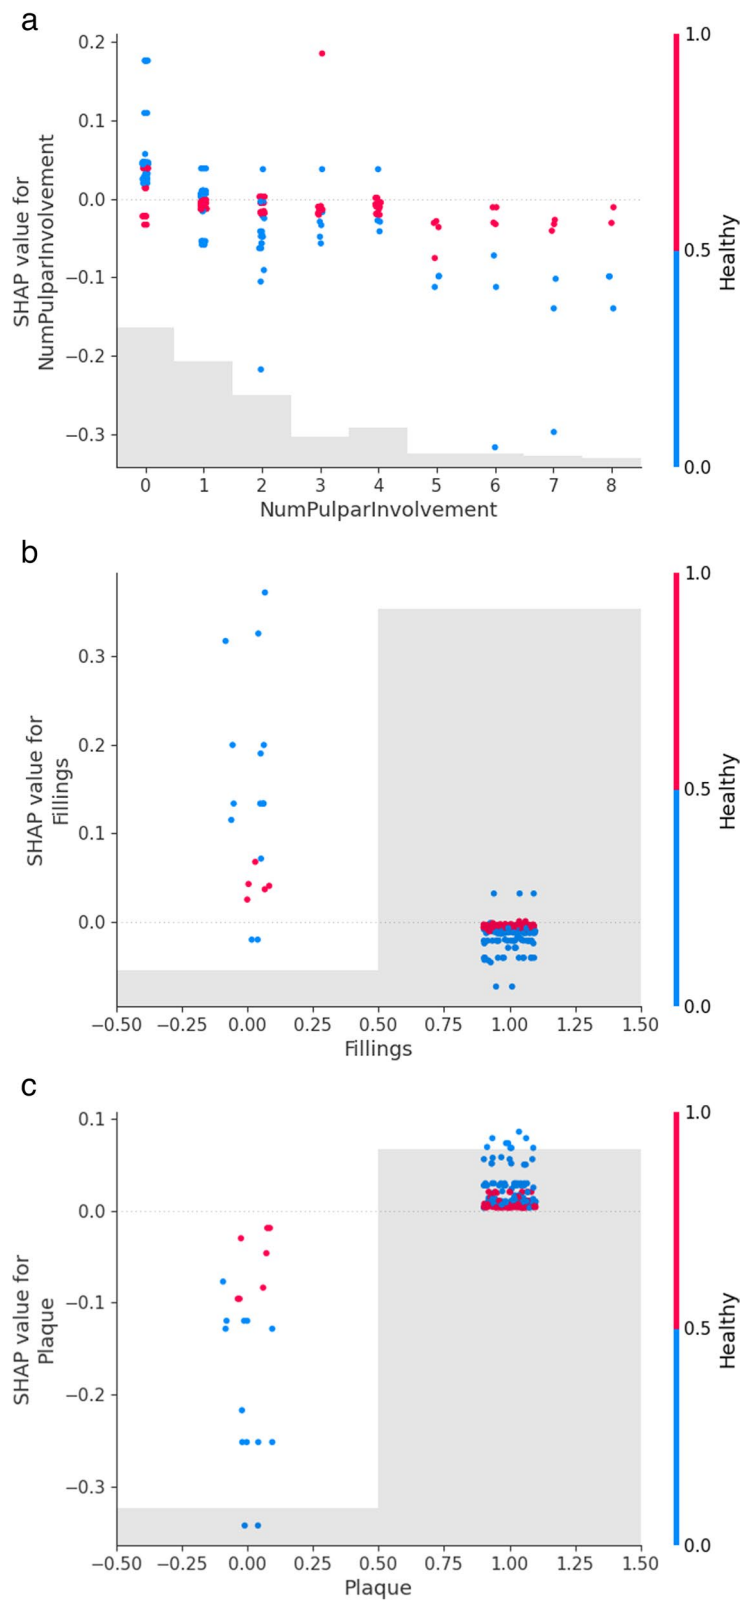 a
0.2
0.1
0.0
−0.1
−0.2
−0.3
SHAP value for
NumPulparInvolvement
0 1 2 3 4 5 6 7 8
NumPulparInvolvement
1.0
0.5
0.0
Healthy
b
0.3
0.2
0.1
0.0
SHAP value for
Fillings
−0.50 −0.25 0.00 0.25 0.50 0.75 1.00 1.25 1.50
Fillings
1.0
0.5
0.0
Healthy
c
0.1
0.0
−0.1
−0.2
−0.3
SHAP value for
Plaque
−0.50 −0.25 0.00 0.25 0.50 0.75 1.00 1.25 1.50
Plaque
1.0
0.5
0.0
Healthy